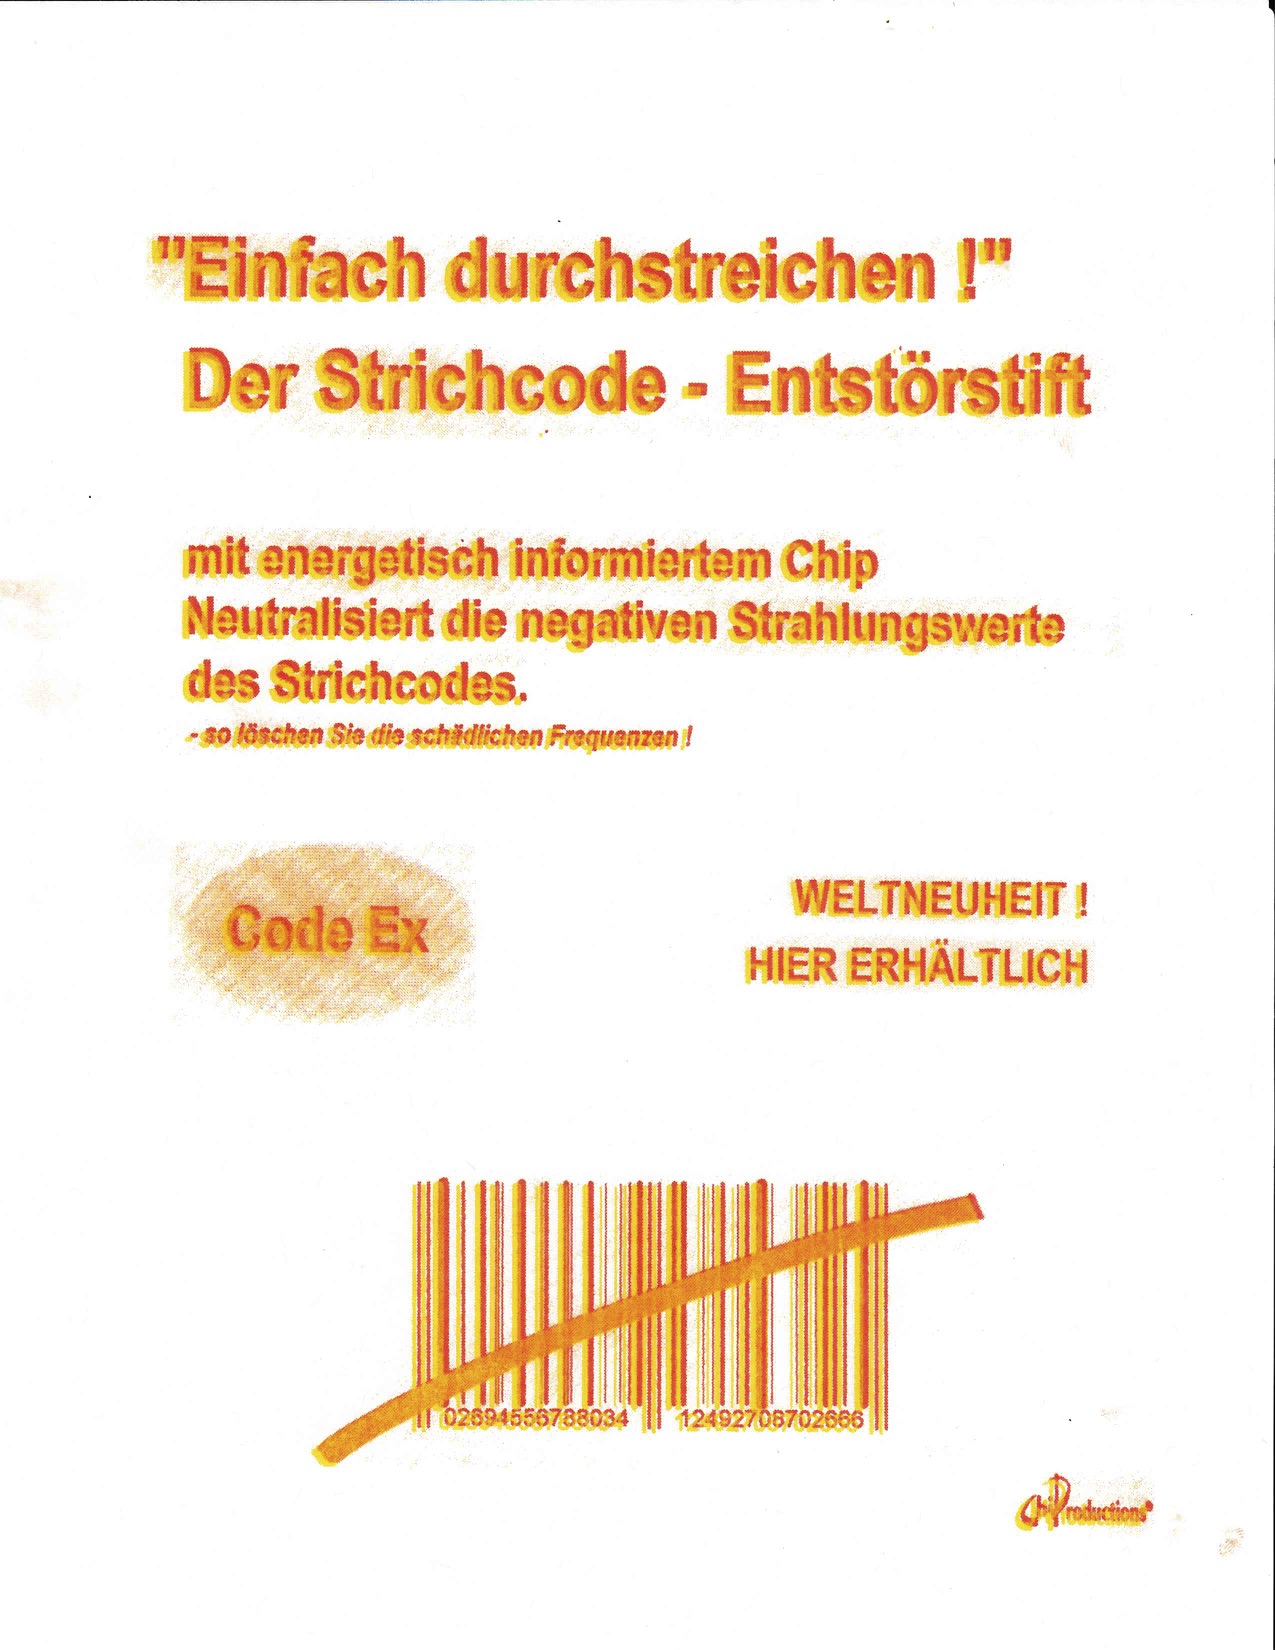 "Einfach durchstreichen !"
Der Strichcode - Entstörstift
mit energetisch informiertem Chip
Neutralisiert die negativen Strahlungswerte
des Strichcodes.
- so löschen Sie die schädlichen Frequenzen !
Code Ex
WELTNEUHEIT !
HIER ERHÄLTLICH
02694556788034 12492708702666
ChiProductions®